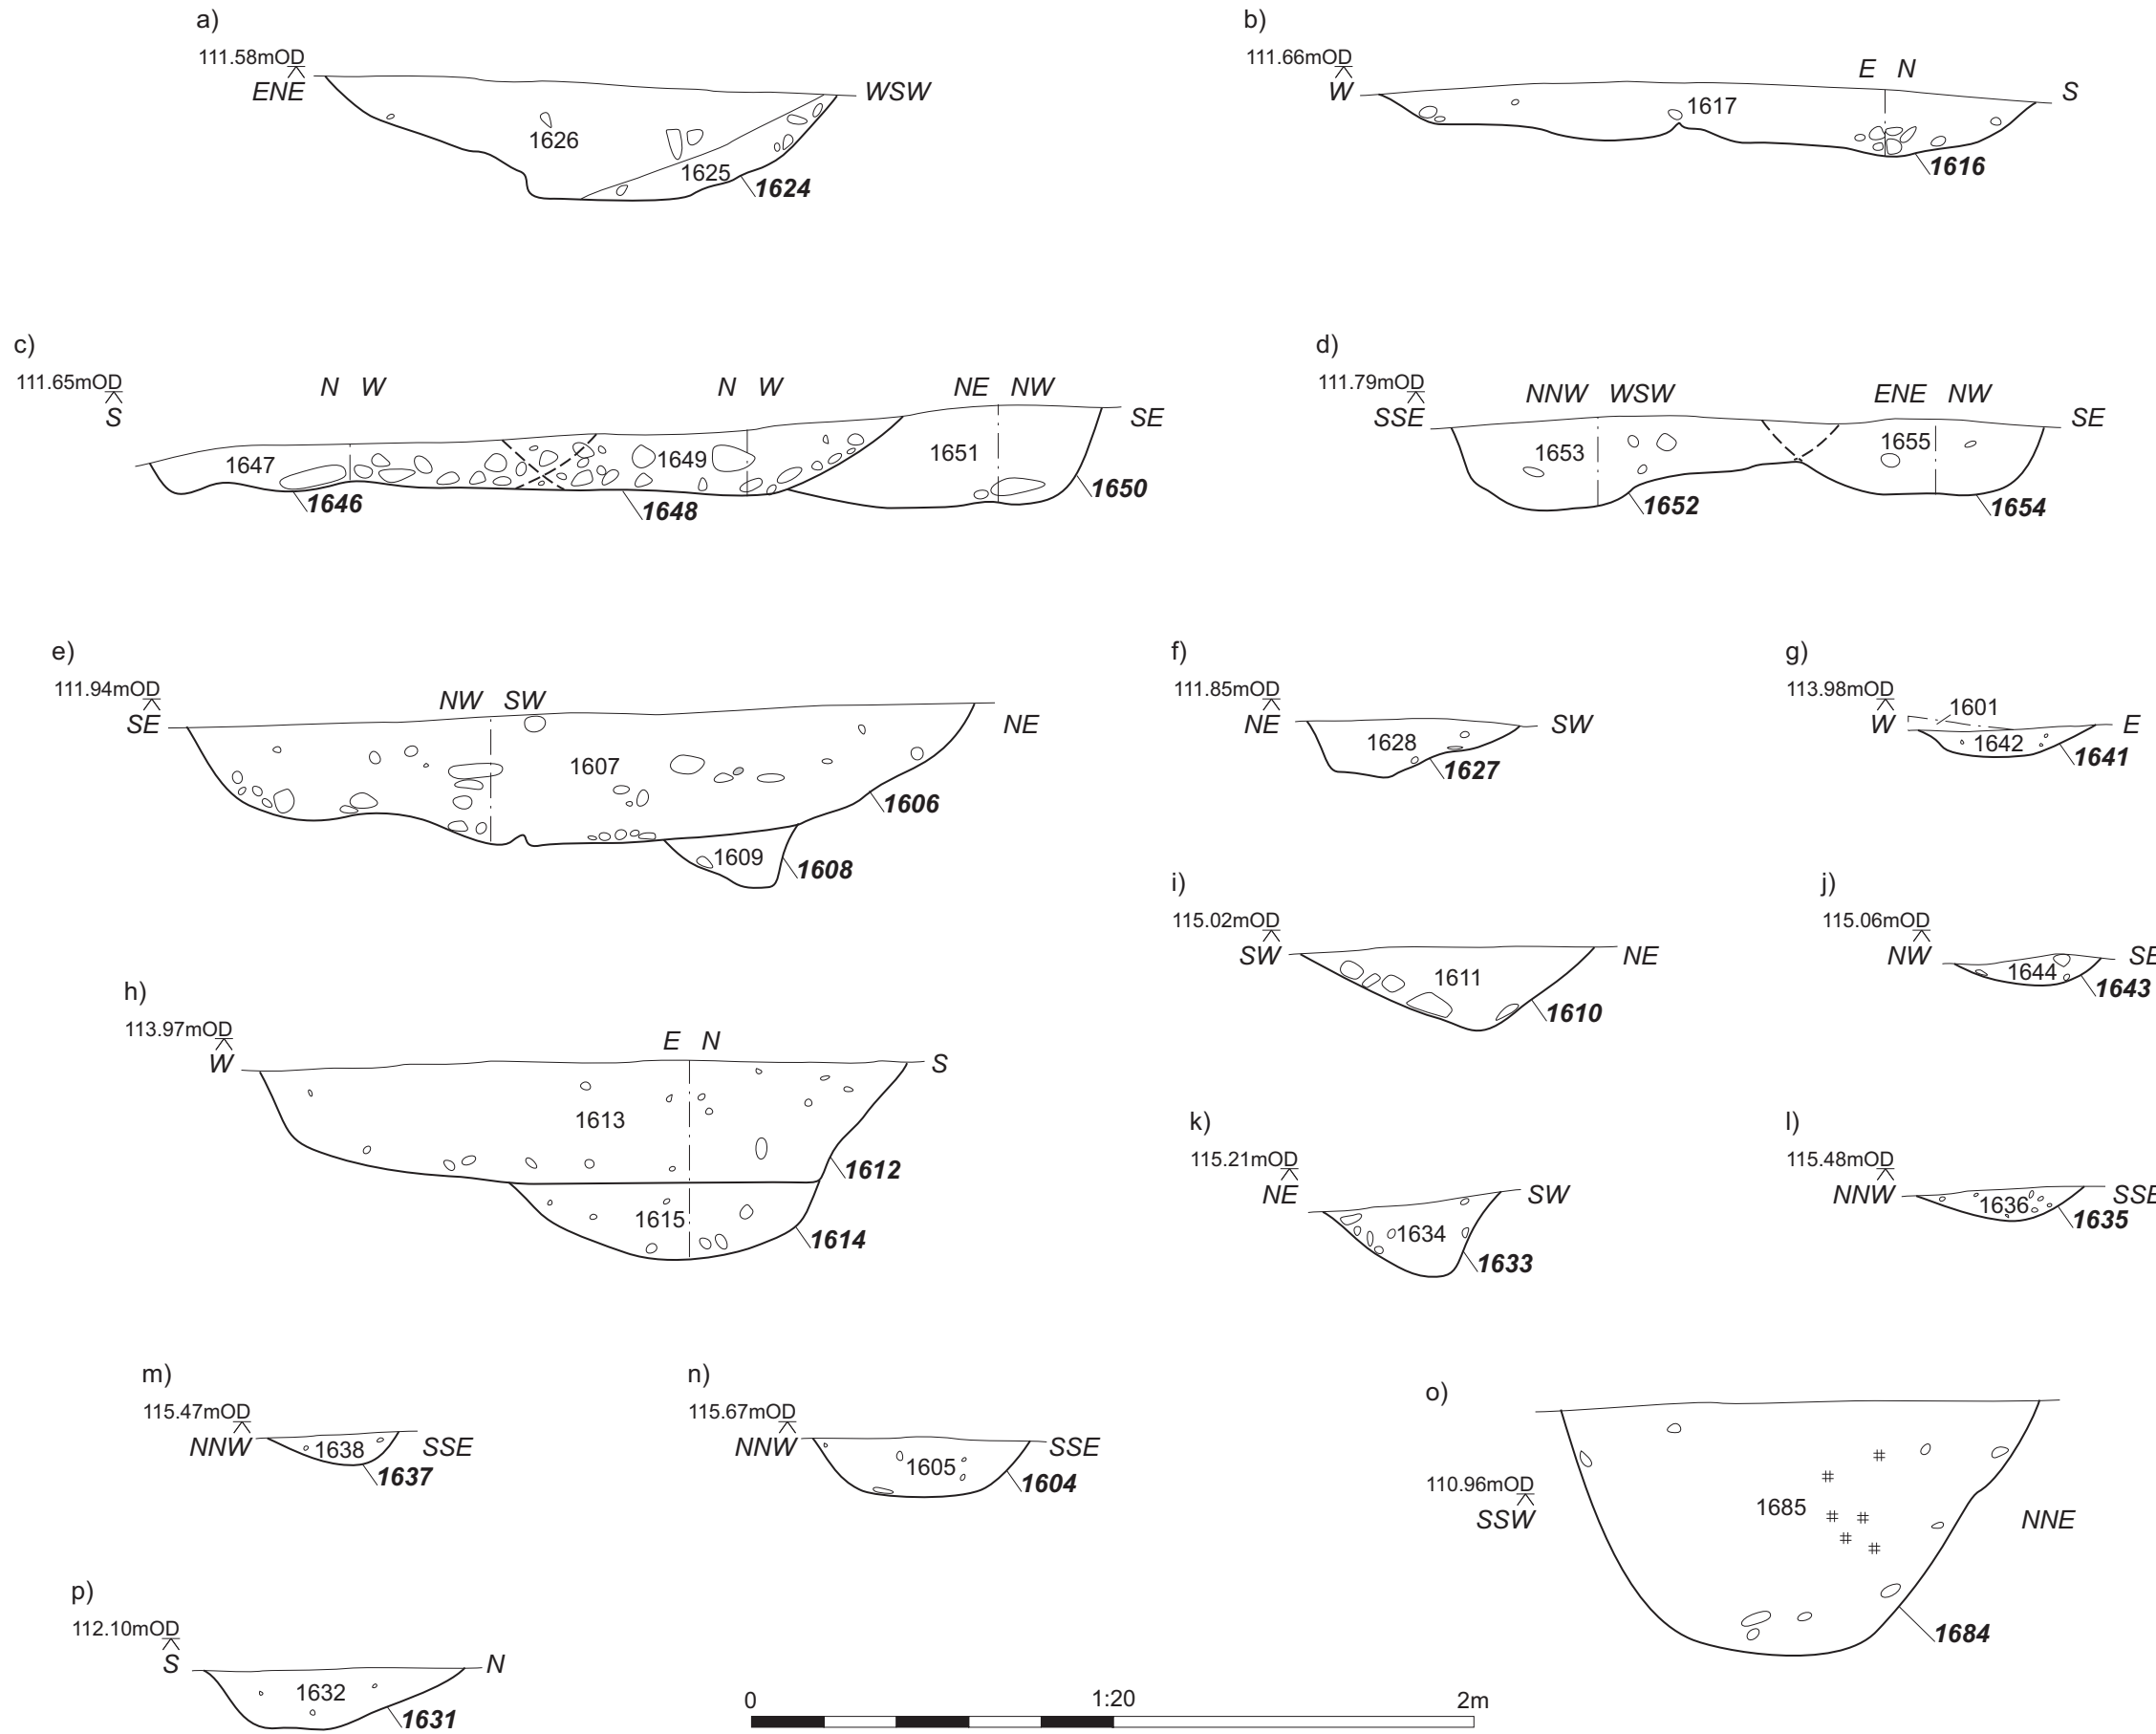 a)
111.58mOD
ENE
WSW
1626
1625
1624
b)
111.66mOD
W
E N
S
1617
1616
c)
111.65mOD
S
N W
N W
NE NW
SE
1647
1649
1651
1646
1648
1650
d)
111.79mOD
SSE
NNW WSW
ENE NW
SE
1653
1655
1652
1654
e)
111.94mOD
SE
NW SW
NE
1607
1606
1609
1608
f)
111.85mOD
NE
SW
1628
1627
g)
113.98mOD
W
1601
E
1642
1641
h)
113.97mOD
W
E N
S
1613
1612
1615
1614
i)
115.02mOD
SW
NE
1611
1610
j)
115.06mOD
NW
SE
1644
1643
k)
115.21mOD
NE
SW
1634
1633
l)
115.48mOD
NNW
SSE
1636
1635
m)
115.47mOD
NNW
SSE
1638
1637
n)
115.67mOD
NNW
SSE
1605
1604
o)
110.96mOD
SSW
NNE
1685
1684
p)
112.10mOD
S
N
1632
1631
0 1:20 2m